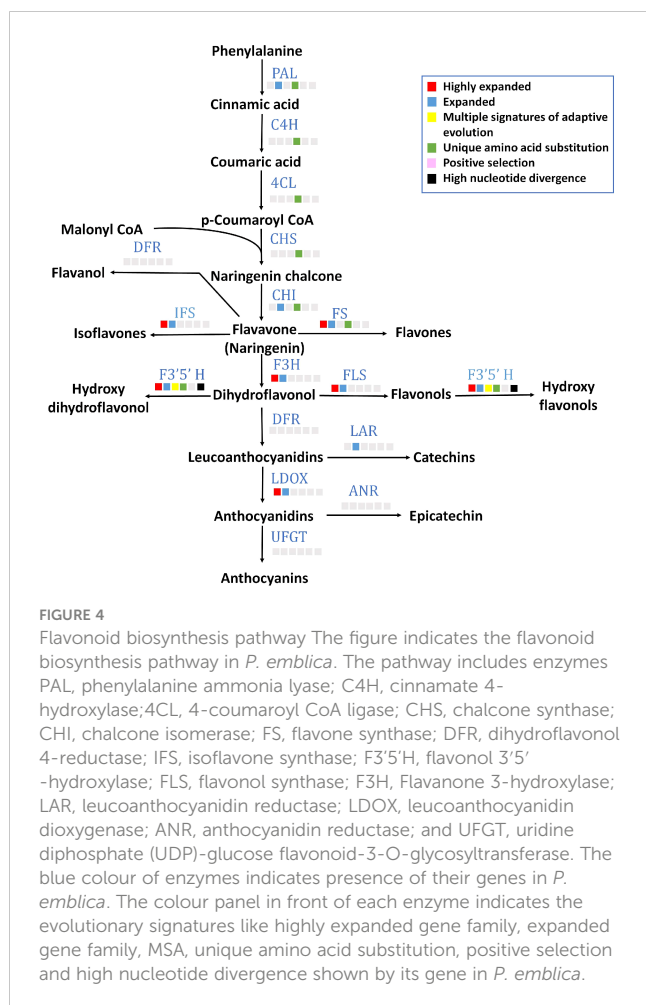 Phenylalanine
PAL
Cinnamic acid
C4H
Coumaric acid
4CL
p-Coumaroyl CoA
Malonyl CoA
CHS
DFR
Flavanol
Naringenin chalcone
CHI
IFS
FS
Isoflavones
Flavavone
(Naringenin)
Flavones
F3H
F3'5' H
FLS
F3'5' H
Hydroxy
dihydroflavonol
Dihydroflavonol
Flavonols
Hydroxy
flavonols
DFR
LAR
Leucoanthocyanidins
Catechins
LDOX
ANR
Anthocyanidins
Epicatechin
UFGT
Anthocyanins
Highly expanded
Expanded
Multiple signatures of adaptive
evolution
Unique amino acid substitution
Positive selection
High nucleotide divergence
FIGURE 4
Flavonoid biosynthesis pathway The figure indicates the flavonoid
biosynthesis pathway in P. emblica. The pathway includes enzymes
PAL, phenylalanine ammonia lyase; C4H, cinnamate 4-
hydroxylase;4CL, 4-coumaroyl CoA ligase; CHS, chalcone synthase;
CHI, chalcone isomerase; FS, flavone synthase; DFR, dihydroflavonol
4-reductase; IFS, isoflavone synthase; F3'5'H, flavonol 3′5′
-hydroxylase; FLS, flavonol synthase; F3H, Flavanone 3-hydroxylase;
LAR, leucoanthocyanidin reductase; LDOX, leucoanthocyanidin
dioxygenase; ANR, anthocyanidin reductase; and UFGT, uridine
diphosphate (UDP)-glucose flavonoid-3-O-glycosyltransferase. The
blue colour of enzymes indicates presence of their genes in P.
emblica. The colour panel in front of each enzyme indicates the
evolutionary signatures like highly expanded gene family, expanded
gene family, MSA, unique amino acid substitution, positive selection
and high nucleotide divergence shown by its gene in P. emblica.